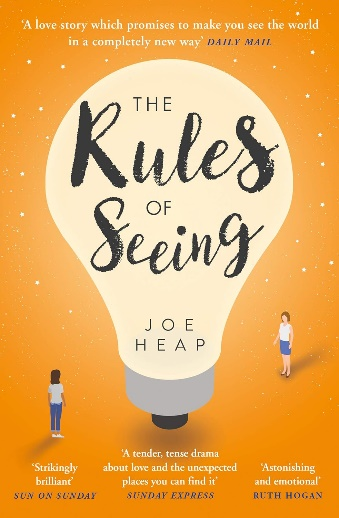 ‘A love story which promises to make you see the world
in a completely new way’ DAILY MAIL
THE
Rules
OF
Seeing
JOE
HEAP
‘Strikingly
brilliant’
SUN ON SUNDAY
‘A tender, tense drama
about love and the unexpected
places you can find it’
SUNDAY EXPRESS
‘Astonishing
and emotional’
RUTH HOGAN